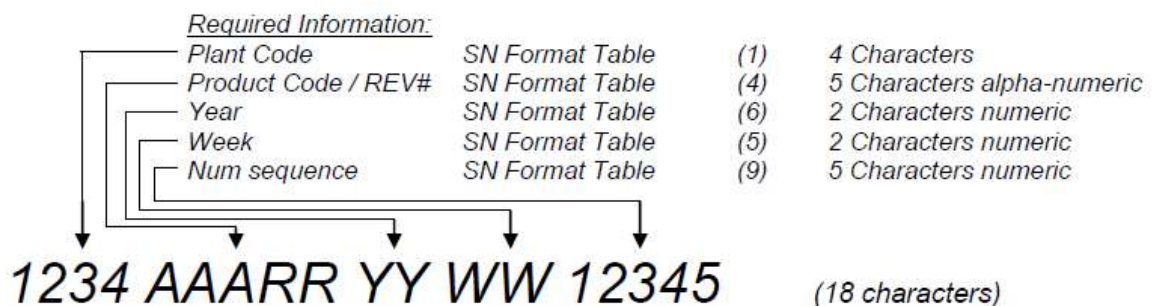 Required Information:
Plant Code SN Format Table (1) 4 Characters
Product Code / REV# SN Format Table (4) 5 Characters alpha-numeric
Year SN Format Table (6) 2 Characters numeric
Week SN Format Table (5) 2 Characters numeric
Num sequence SN Format Table (9) 5 Characters numeric
1234 AAARR YY WW 12345 (18 characters)